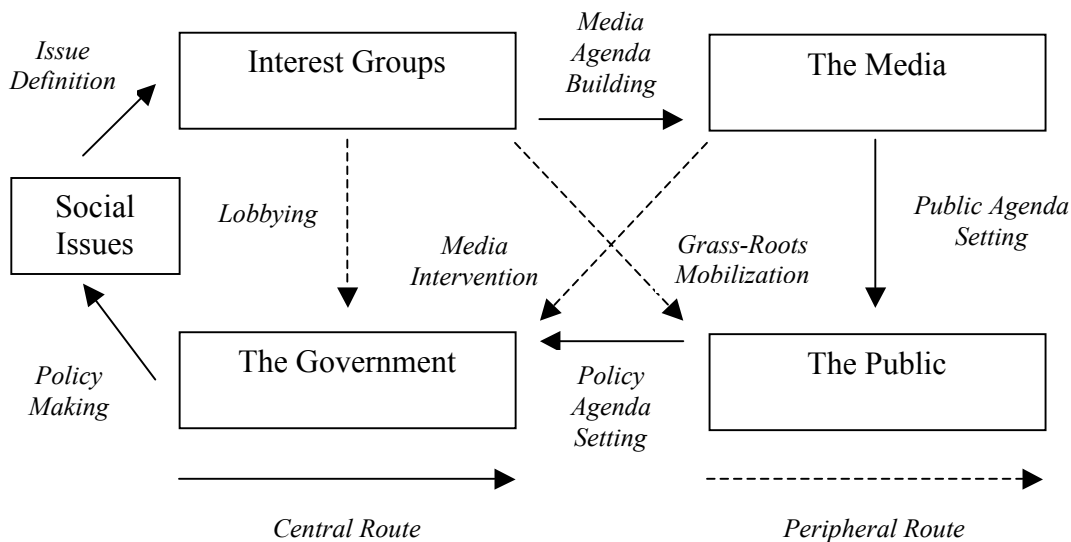 Issue
Definition
Interest Groups
Media
Agenda
Building
The Media
Social
Issues
Lobbying
Media
Intervention
Grass-Roots
Mobilization
Public Agenda
Setting
Policy
Making
The Government
Policy
Agenda
Setting
The Public
Central Route
Peripheral Route